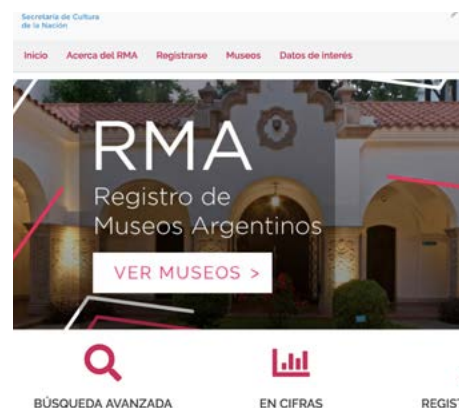 Secretaría de Cultura
de la Nación
Inicio Acerca del RMA Registrarse Museos Datos de interés
RMA
Registro de
Museos Argentinos
VER MUSEOS >
BÚSQUEDA AVANZADA EN CIFRAS REGIST